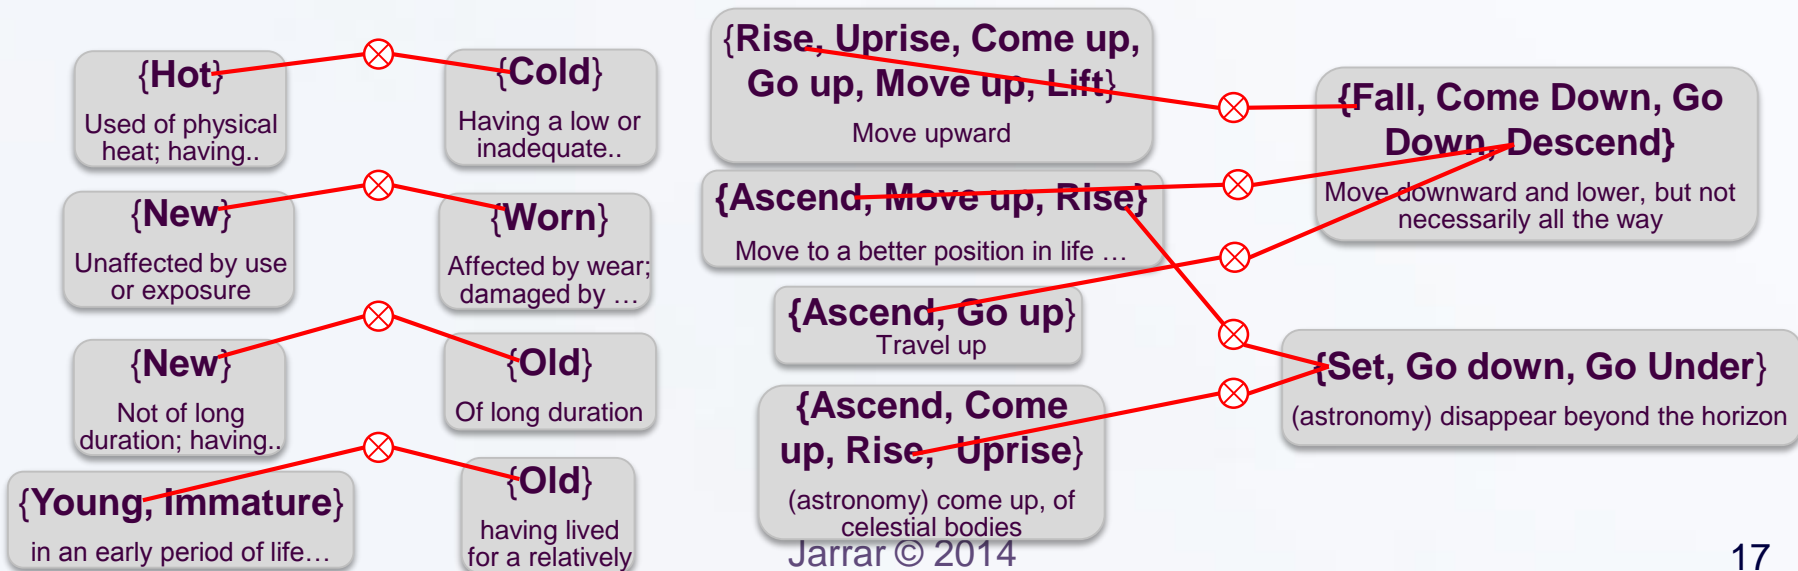 {Hot}
Used of physical
heat; having..
{Cold}
Having a low or
inadequate..
{New}
Unaffected by use
or exposure
{Worn}
Affected by wear;
damaged by …
{New}
Not of long
duration; having..
{Old}
Of long duration
{Young, Immature}
in an early period of life…
{Old}
having lived
for a relatively
{Rise, Uprise, Come up,
Go up, Move up, Lift}
Move upward
{Ascend, Move up, Rise}
Move to a better position in life …
{Ascend, Go up}
Travel up
{Ascend, Come
up, Rise, Uprise}
(astronomy) come up, of
celestial bodies
{Fall, Come Down, Go
Down, Descend}
Move downward and lower, but not
necessarily all the way
{Set, Go down, Go Under}
(astronomy) disappear beyond the horizon
Jarrar © 2014
17